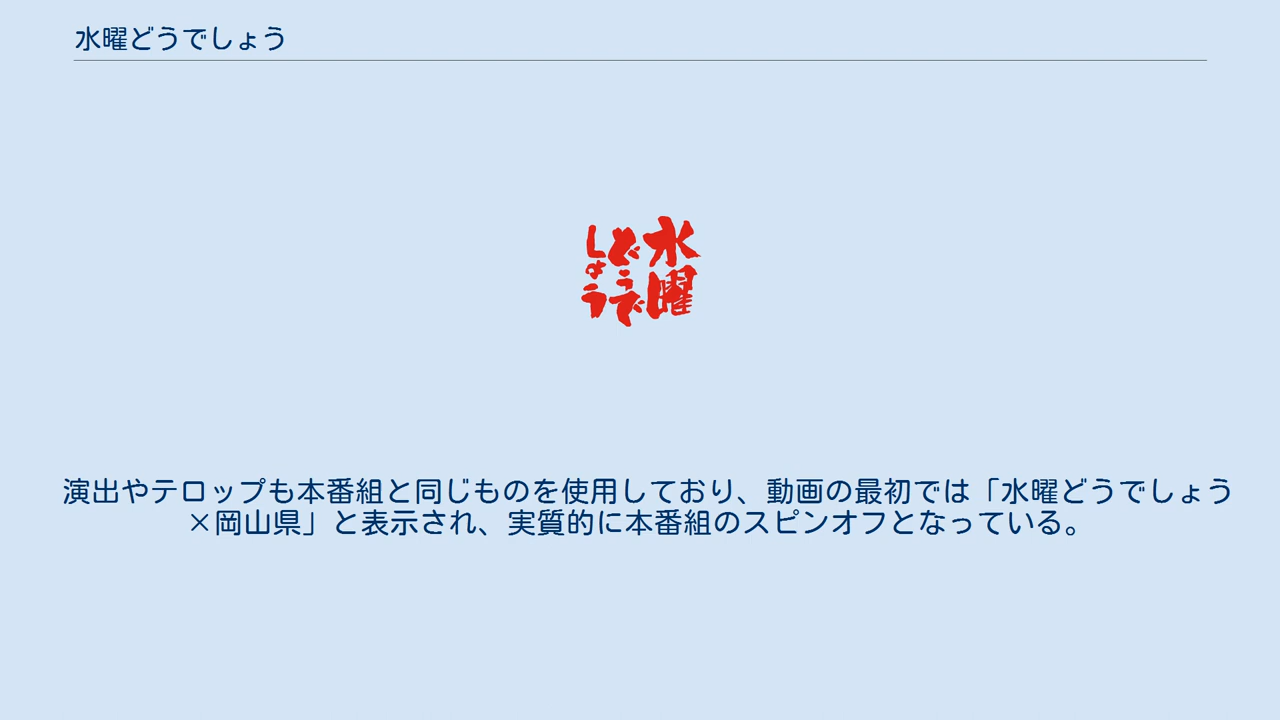 水曜どうでしょう
水曜
どうで
しょう
演出やテロップも本番組と同じものを使用しており、動画の最初では「水曜どうでしょう
×岡山県」と表示され、実質的に本番組のスピンオフとなっている。